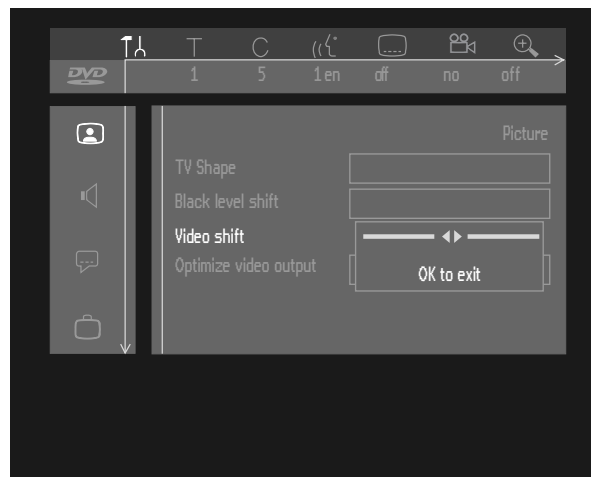 T C
DVD 1 5 1 en off no off
Picture
TV Shape
Black level shift
Video shift
Optimize video output
OK to exit